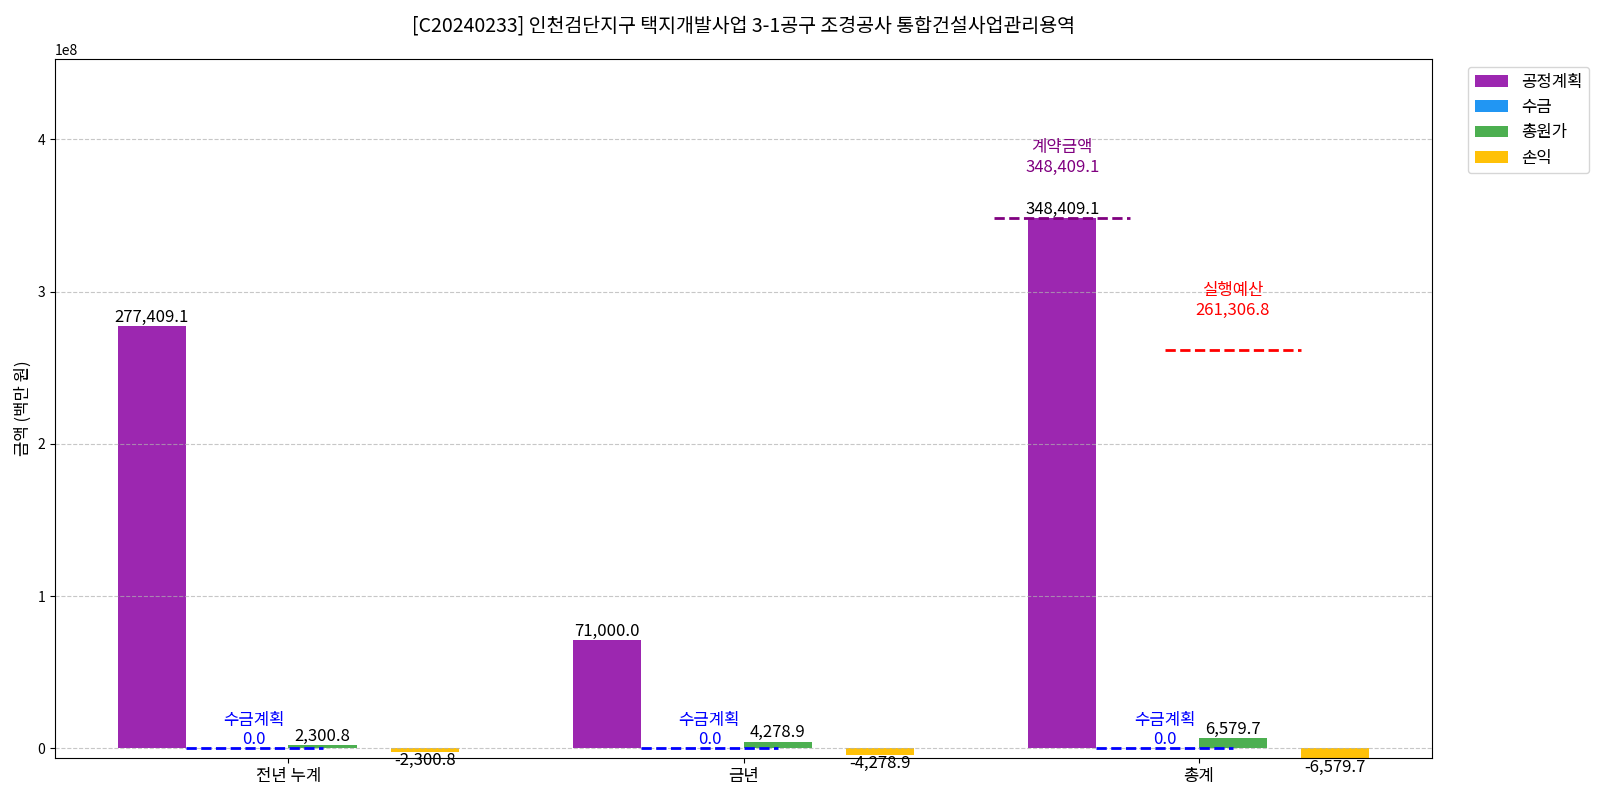 [C20240233] 인천검단지구 택지개발사업 3-1공구 조경공사 통합건설사업관리용역
1e8
공정계획
수금
총원가
손익
금액 (백만 원)
4
3
2
1
0
계약금액
348,409.1
348,409.1
실행예산
261,306.8
277,409.1
71,000.0
수금계획
0.0
2,300.8
-2,300.8
수금계획
0.0
4,278.9
-4,278.9
수금계획
0.0
6,579.7
-6,579.7
전년 누계
금년
총계